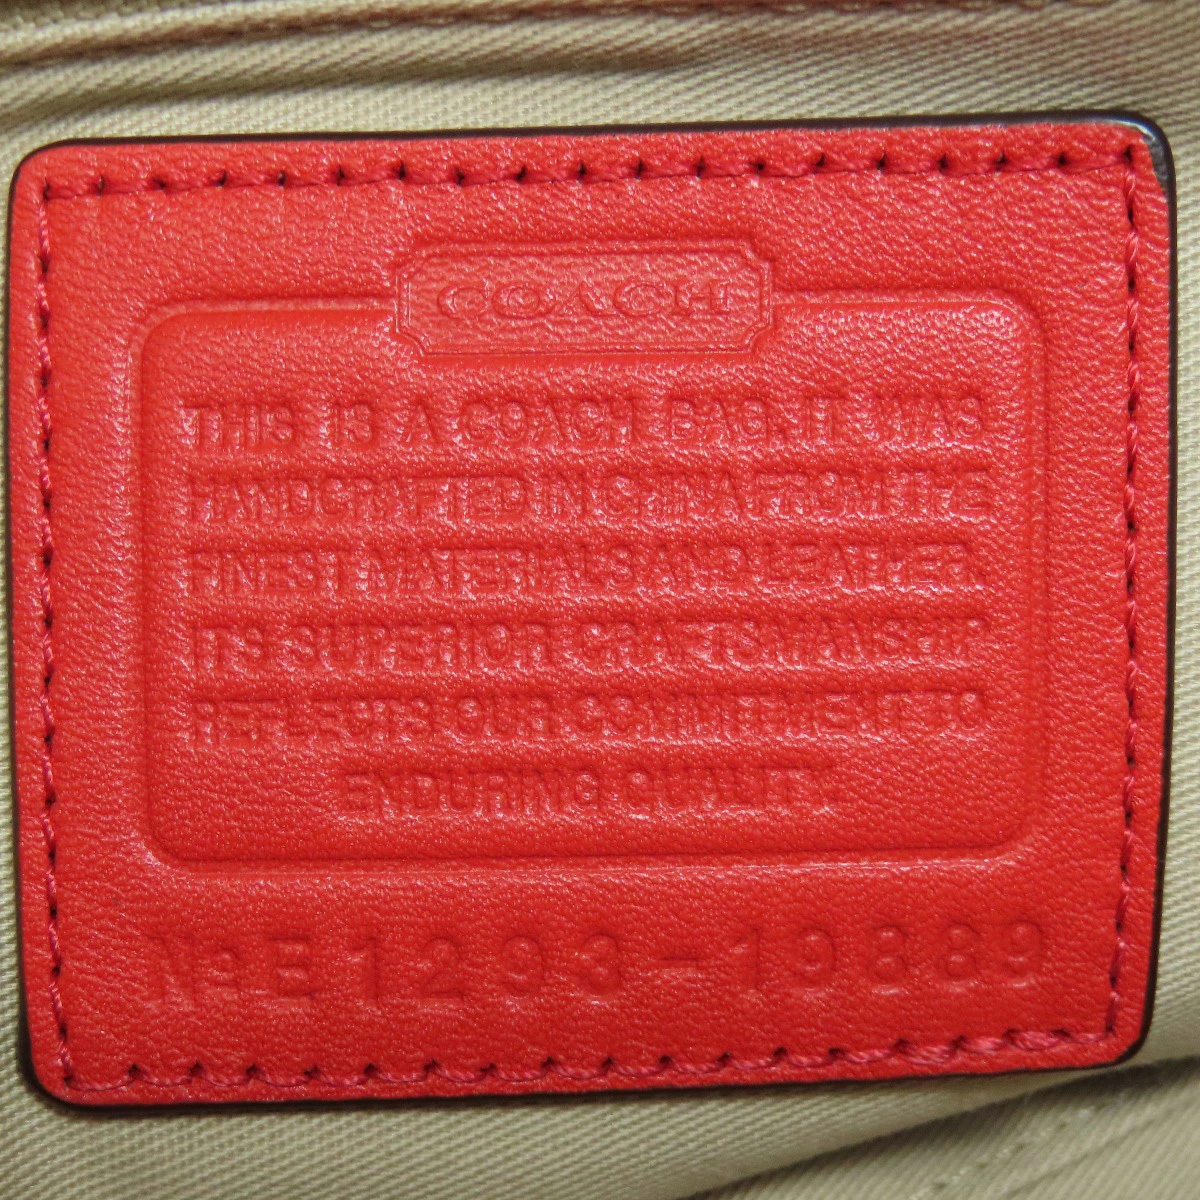 COACH
THIS IS A COACH BAG. IT WAS
HANDCRAFTED IN CHINA FROM THE
FINEST MATERIALS AND LEATHER.
ITS SUPERIOR CRAFTSMANSHIP
REFLECTS OUR COMMITMENT TO
ENDURING QUALITY.
No E1293-19889